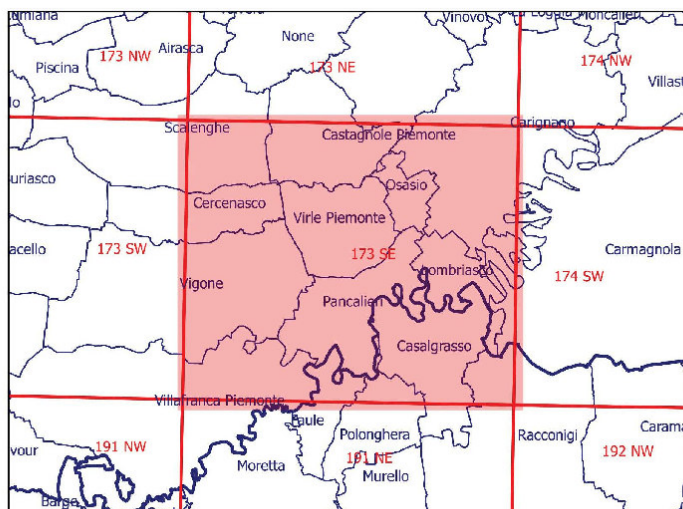 None
Vinovo
Moncalieri
Airasca
173 NW
Piscina
173 NE
174 NW
Scalenghe
Castagnole Piemonte
Carignano
Osasio
Cercenasco
Virle Piemonte
173 SW
173 SE
Carmagnola
174 SW
Lombriasco
Vigone
Pancalieri
Casalgrasso
Villafranca Piemonte
Faule
191 NW
Polonghera
Racconigi
192 NW
Moretta
191 NE
Murello
Barge